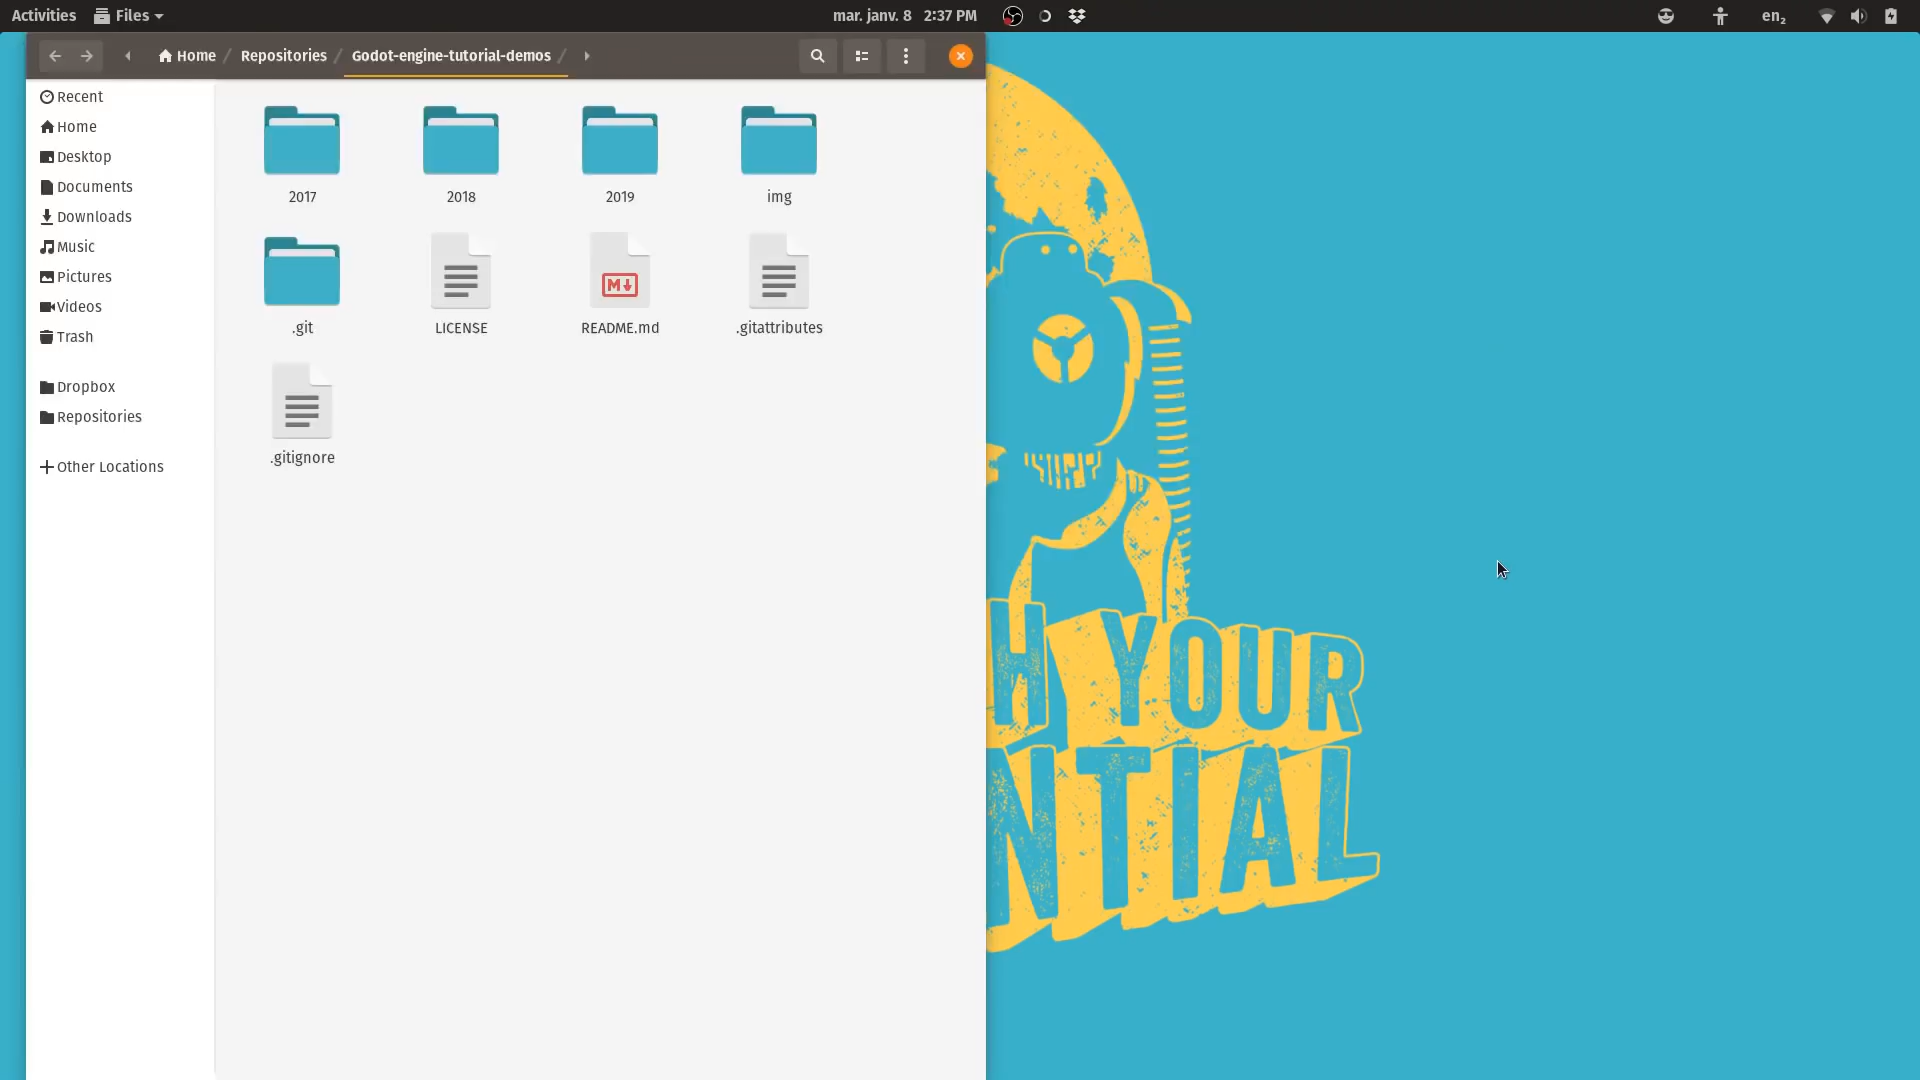 Activities Files mar. janv. 8 2:37 PM en₂
Home / Repositories / Godot-engine-tutorial-demos /
Recent
Home
Desktop
Documents
Downloads
Music
Pictures
Videos
Trash
Dropbox
Repositories
Other Locations
2017 2018 2019 img
.git LICENSE README.md .gitattributes
.gitignore
M
H YOUR
NTIAL